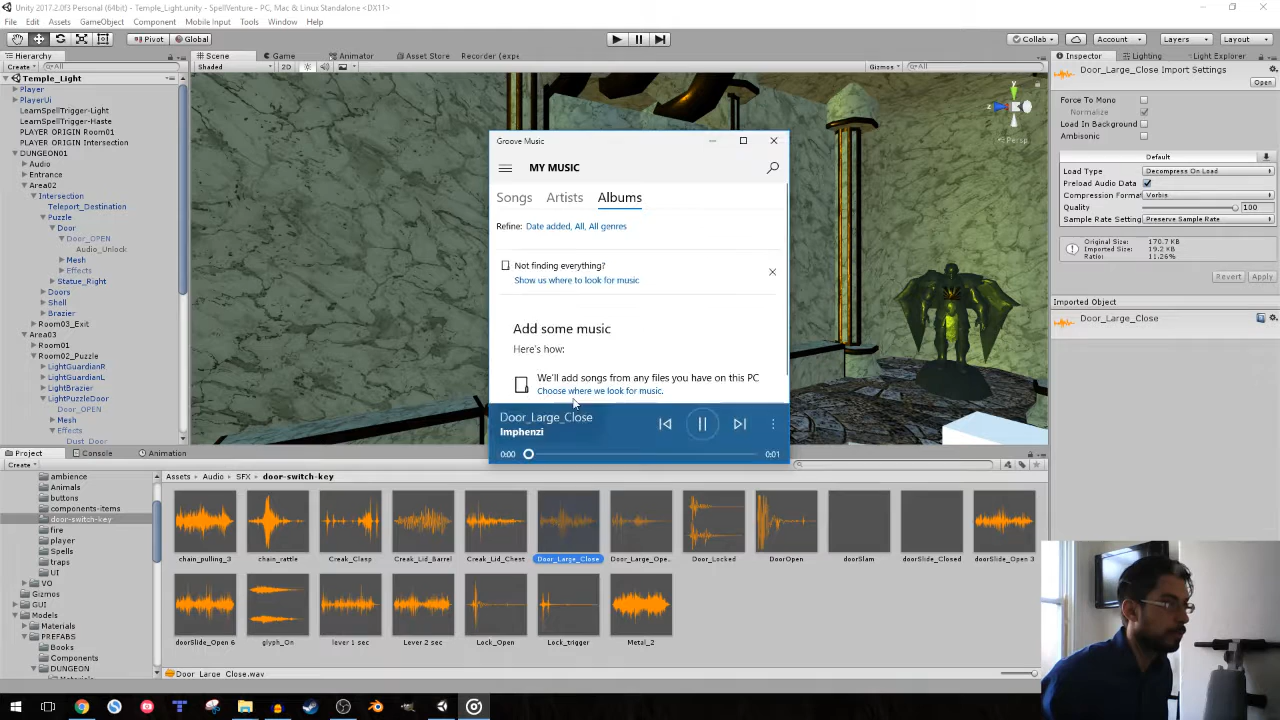 Unity 2017.2.0f3 Personal (64bit) - Temple_Light.unity - SpellVenture - PC, Mac & Linux Standalone <DX11>
File Edit Assets GameObject Component Mobile Input Tools Window Help
Pivot Global Collab Account Layers Layout
Hierarchy Scene Game Animator Asset Store Recorder (expe Inspector Lighting Light Explorer
Create All Shaded 2D Gizmos All
Temple_Light
Player
PlayerUi
LearnSpellTrigger-Light
LearnSpellTrigger-Haste
PLAYER ORIGIN Room01
PLAYER ORIGIN Intersection
DUNGEON01
Audio
Entrance
Area02
Intersection
Teleport_Destination
Puzzle
Door
Door_OPEN
Audio_Unlock
Mesh
Effects
Statue_Right
Doors
Shell
Brazier
Room03_Exit
Area03
Room01
Room02_Puzzle
LightGuardianR
LightGuardianL
LightBrazier
LightPuzzleDoor
Door_OPEN
Mesh
Effects
Dust_Door
y
z
Persp
Groove Music
MY MUSIC
Songs Artists Albums
Refine: Date added, All, All genres
Not finding everything?
Show us where to look for music
Add some music
Here's how:
We'll add songs from any files you have on this PC
Choose where we look for music.
Door_Large_Close
Imphenzi
0:00 0:01
Door_Large_Close Import Settings
Open
Force To Mono
Normalize
Load In Background
Ambisonic
Default
Load Type Decompress On Load
Preload Audio Data
Compression Format Vorbis
Quality 100
Sample Rate Setting Preserve Sample Rate
Original Size: 170.7 KB
Imported Size: 19.2 KB
Ratio: 11.26%
Revert Apply
Imported Object
Door_Large_Close
Project Console Animation
Create
ambience
Animals
buttons
components-items
door-switch-key
fire
player
Spells
traps
UI
VO
Gizmos
GUI
Models
Materials
PREFABS
Books
Components
DUNGEON
Materials
Assets Audio SFX door-switch-key
chain_pulling_3 chain_rattle Creak_Clasp Creak_Lid_Barrel Creak_Lid_Chest Door_Large_Close Door_Large_Ope.. Door_Locked DoorOpen doorSlam doorSlide_Closed doorSlide_Open 3
doorSlide_Open 6 glyph_On lever 1 sec Lever 2 sec Lock_Open Lock_trigger Metal_2
Door_Large_Close.wav